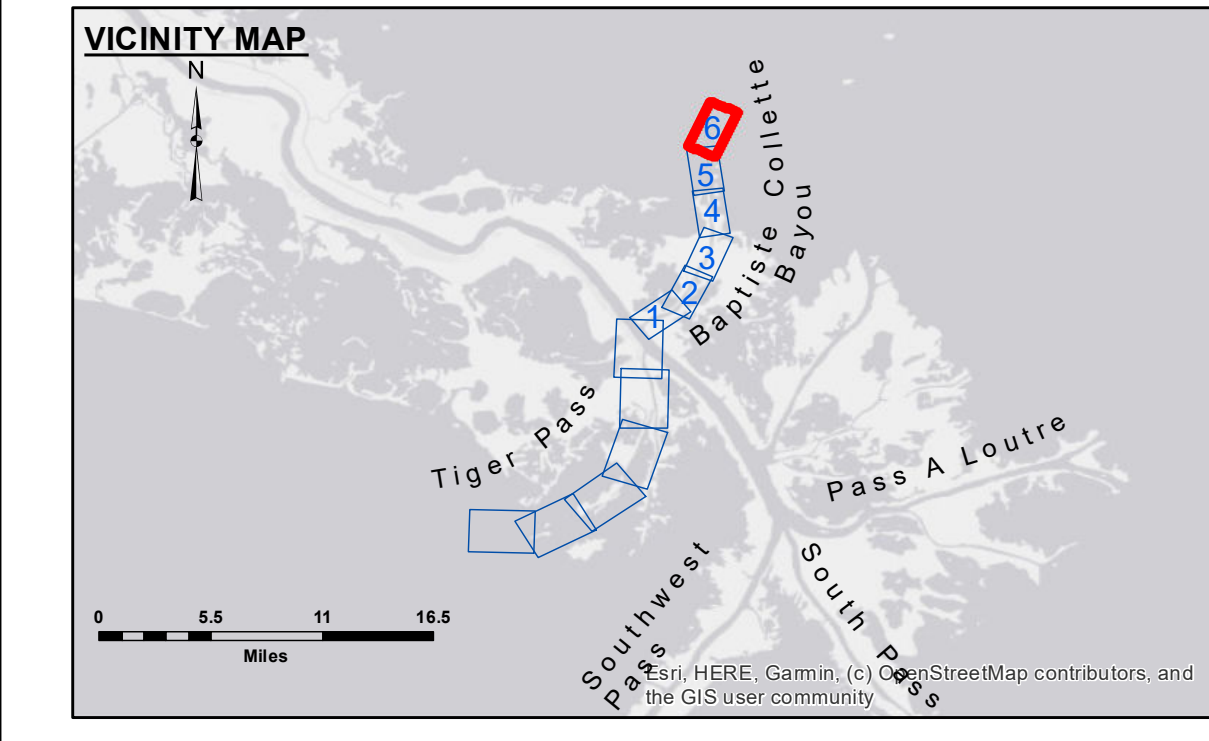 VICINITY MAP
N
6
5
4
3
2
1
Baptiste Collette
Bayou
Tiger Pass
Pass A Loutre
Southwest
Pass
South Pass
0 5.5 11 16.5
Miles
Esri, HERE, Garmin, (c) OpenStreetMap contributors, and
the GIS user community